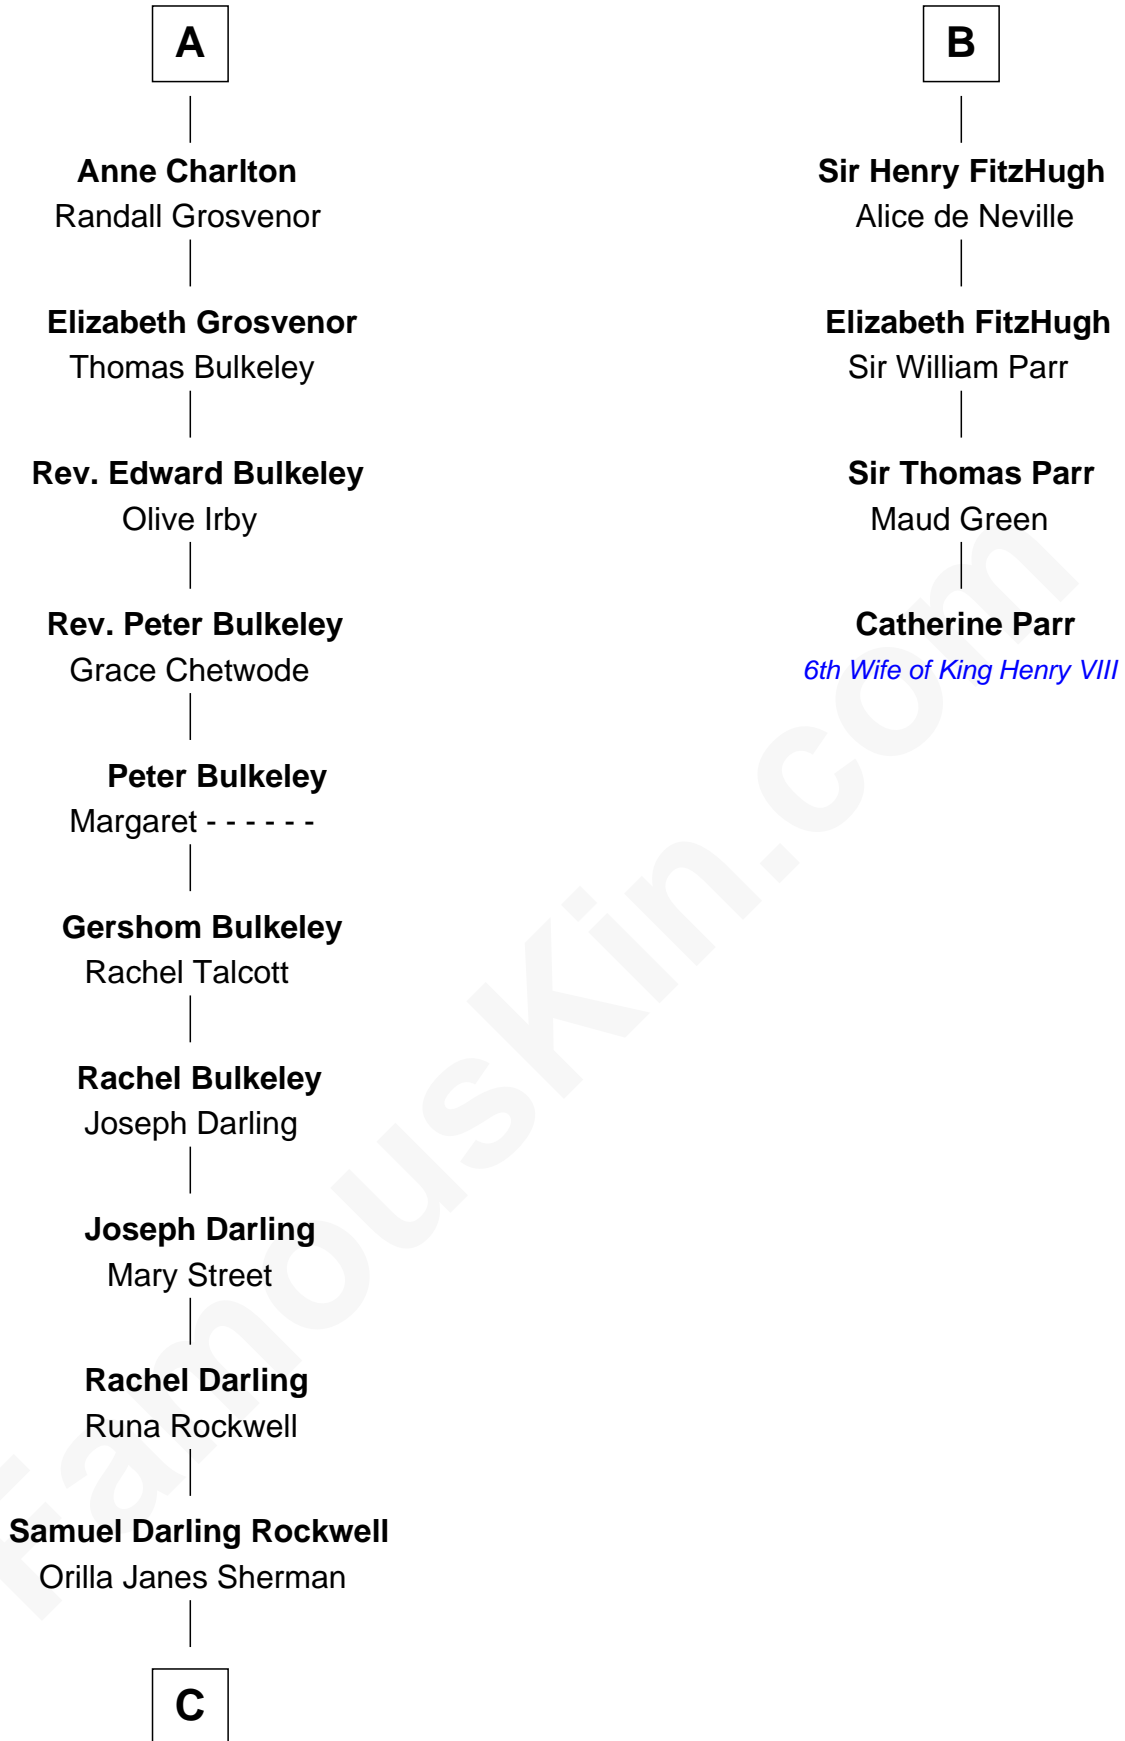 A
Anne Charlton
Randall Grosvenor
Elizabeth Grosvenor
Thomas Bulkeley
Rev. Edward Bulkeley
Olive Irby
Rev. Peter Bulkeley
Grace Chetwode
Peter Bulkeley
Margaret - - - - - -
Gershom Bulkeley
Rachel Talcott
Rachel Bulkeley
Joseph Darling
Joseph Darling
Mary Street
Rachel Darling
Runa Rockwell
Samuel Darling Rockwell
Orilla Janes Sherman
C
B
Sir Henry FitzHugh
Alice de Neville
Elizabeth FitzHugh
Sir William Parr
Sir Thomas Parr
Maud Green
Catherine Parr
6th Wife of King Henry VIII
FamousKin.com